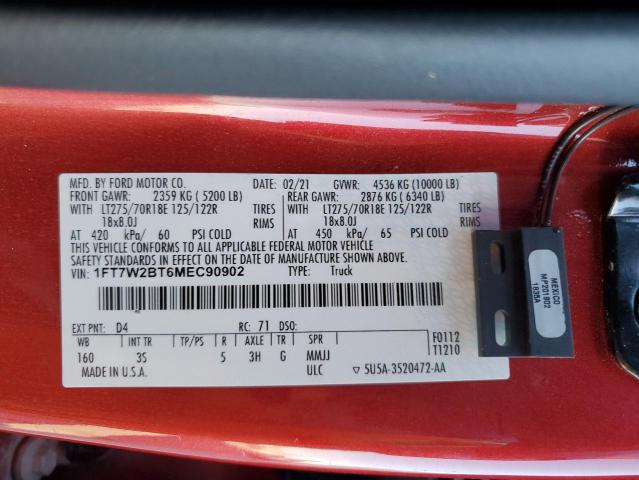 MFD. BY FORD MOTOR CO.
DATE: 02/21 GVWR: 4536 KG (10000 LB)
FRONT GAWR: 2359 KG ( 5200 LB)
REAR GAWR: 2876 KG ( 6340 LB)
WITH LT275/70R18E 125/122R TIRES
WITH LT275/70R18E 125/122R TIRES
18x8.0J RIMS
18x8.0J RIMS
AT 420 kPa/ 60 PSI COLD
AT 450 kPa/ 65 PSI COLD
THIS VEHICLE CONFORMS TO ALL APPLICABLE FEDERAL MOTOR VEHICLE
SAFETY STANDARDS IN EFFECT ON THE DATE OF MANUFACTURE SHOWN ABOVE.
VIN: 1FT7W2BT6MEC90902 TYPE: Truck
EXT PNT: D4 RC: 71 DSO:
WB INT TR TP/PS R AXLE TR SPR
160 3S 5 3H G MMJJ
F0112
T1210
MADE IN U.S.A. ULC ▽ 5U5A-3520472-AA
MEXICO
MP201902
1635A